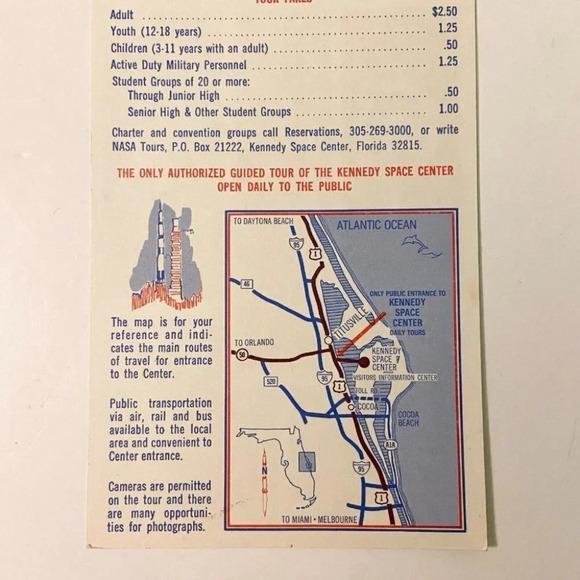 TOUR FARES
Adult $2.50
Youth (12-18 years) 1.25
Children (3-11 years with an adult) .50
Active Duty Military Personnel 1.25
Student Groups of 20 or more:
Through Junior High .50
Senior High & Other Student Groups 1.00
Charter and convention groups call Reservations, 305-269-3000, or write
NASA Tours, P.O. Box 21222, Kennedy Space Center, Florida 32815.
THE ONLY AUTHORIZED GUIDED TOUR OF THE KENNEDY SPACE CENTER
OPEN DAILY TO THE PUBLIC
The map is for your
reference and indi-
cates the main routes
of travel for entrance
to the Center.
Public transportation
via air, rail and bus
available to the local
area and convenient to
Center entrance.
Cameras are permitted
on the tour and there
are many opportuni-
ties for photographs.
TO DAYTONA BEACH
ATLANTIC OCEAN
95
1
46
ONLY PUBLIC ENTRANCE TO
KENNEDY
SPACE
CENTER
DAILY TOURS
TITUSVILLE
TO ORLANDO
50
KENNEDY
SPACE
CENTER
VISITORS INFORMATION CENTER
520
95
1
TOLL RD.
COCOA
COCOA
BEACH
A1A
95
N
1
TO MIAMI • MELBOURNE